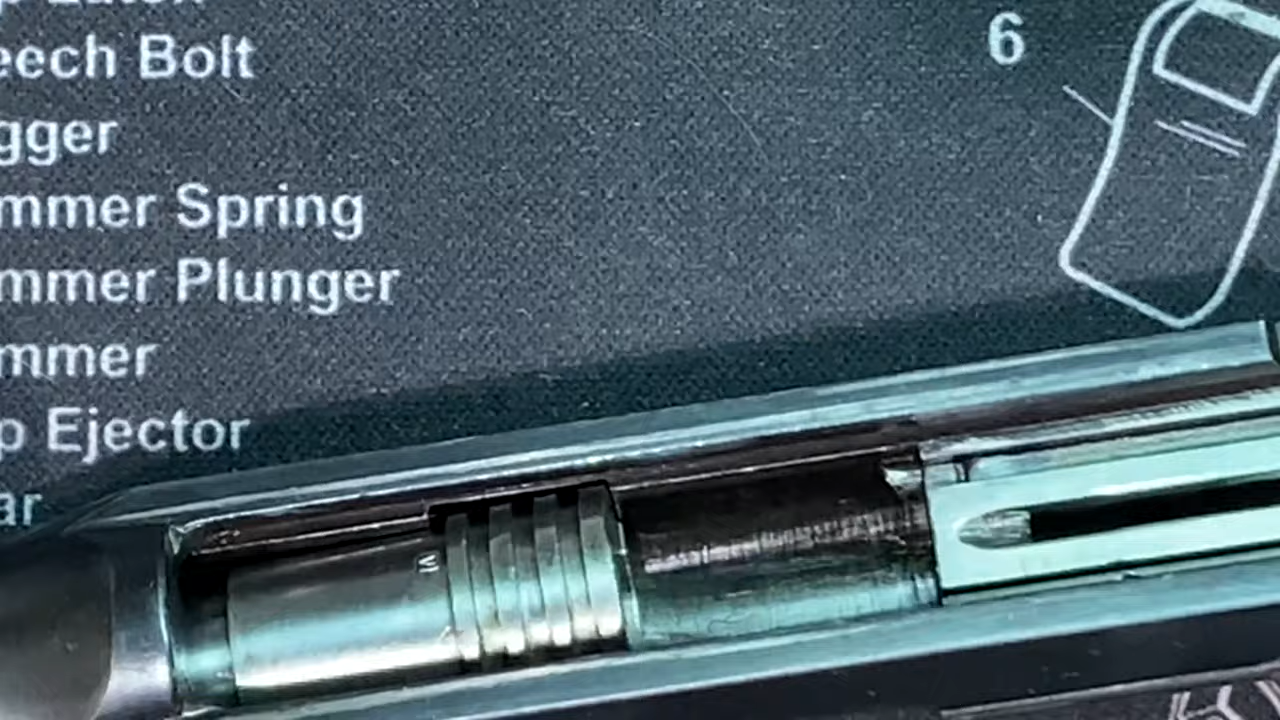 eech Bolt
6
gger
mmer Spring
mmer Plunger
mmer
p Ejector
ar